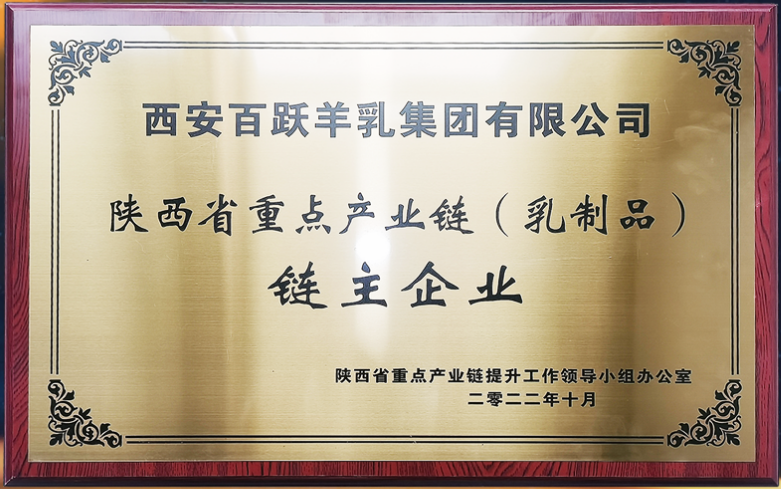 西安百跃羊乳集团有限公司
陕西省重点产业链（乳制品）
链主企业
陕西省重点产业链提升工作领导小组办公室
二零二二年十月